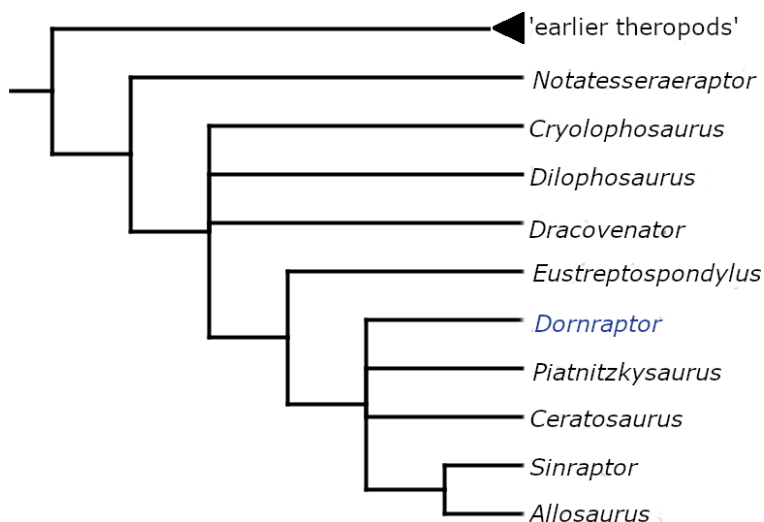 'earlier theropods'
Notatesseraeraptor
Cryolophosaurus
Dilophosaurus
Dracovenator
Eustreptospondylus
Dornraptor
Piatnitzkysaurus
Ceratosaurus
Sinraptor
Allosaurus